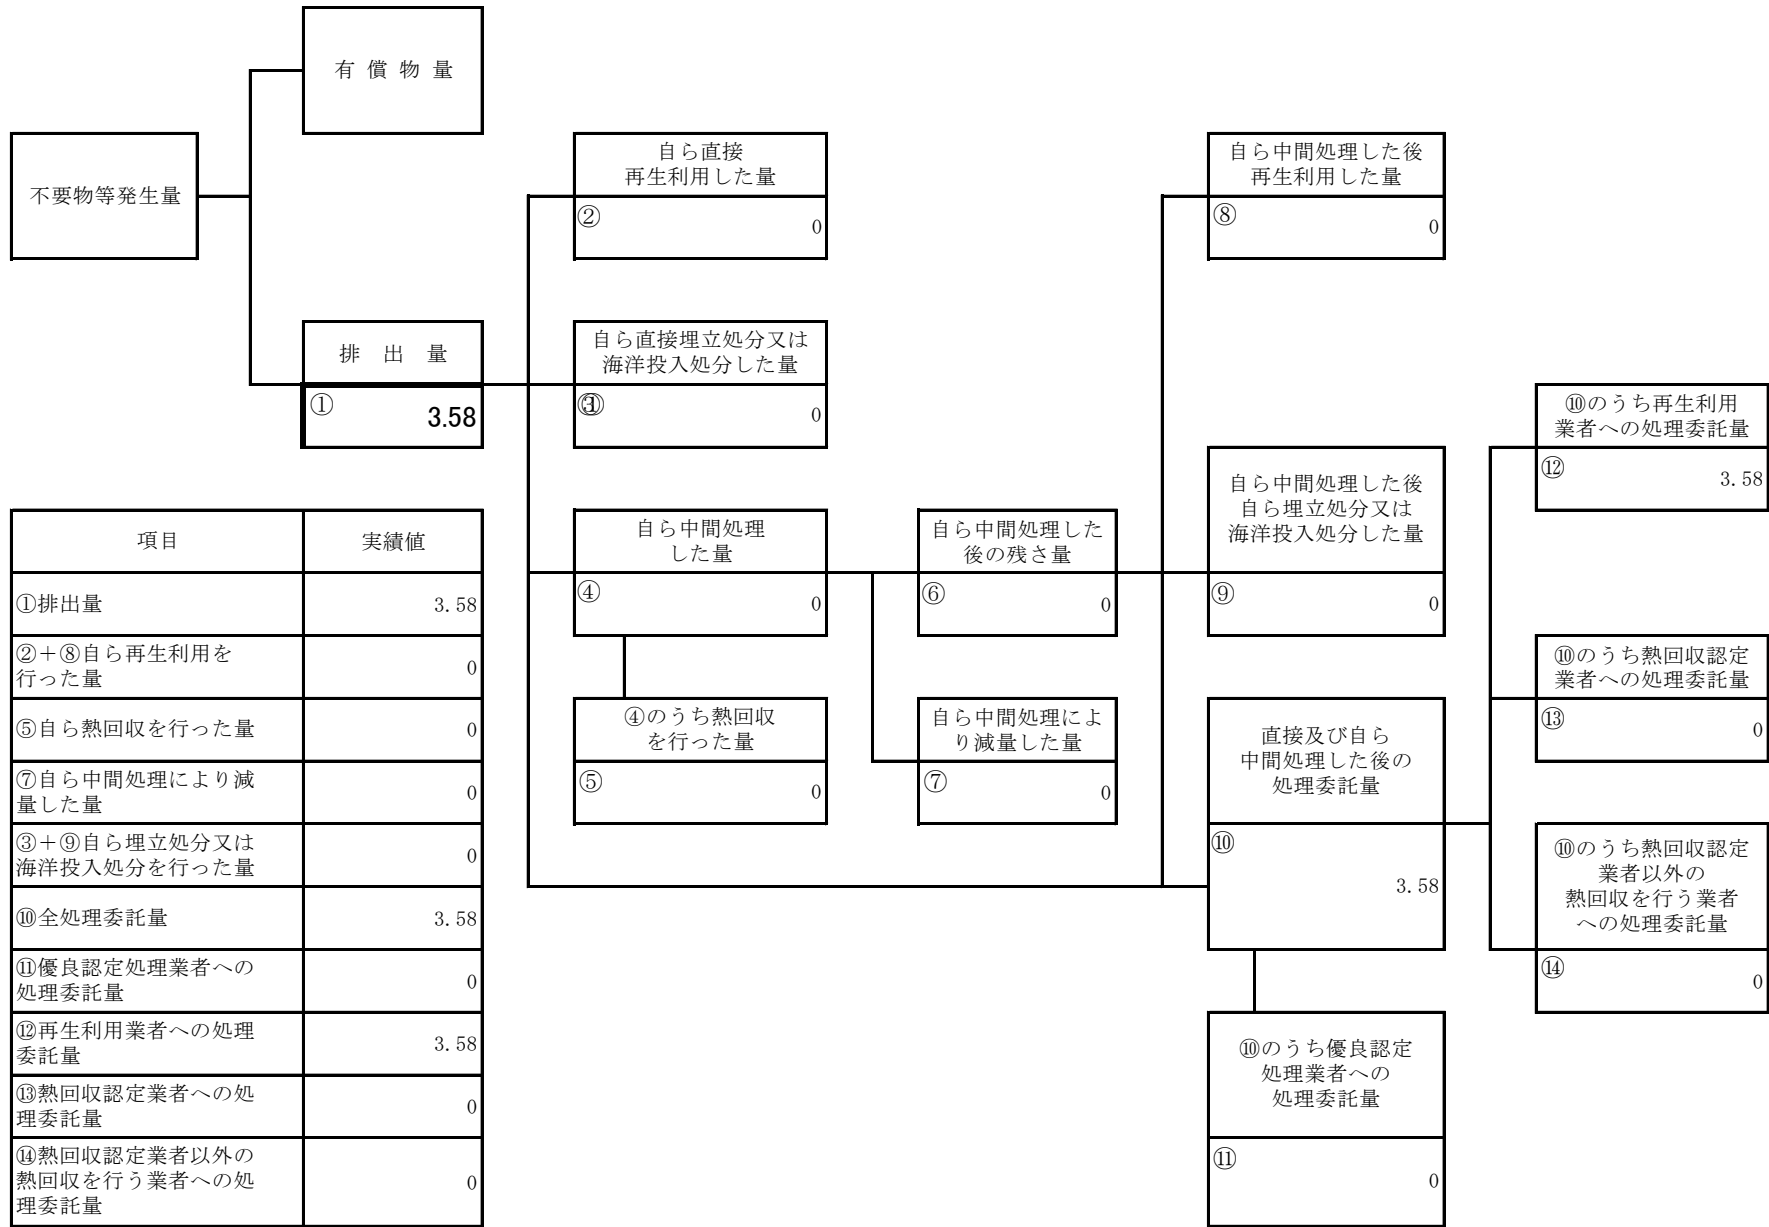 有償物量
不要物等発生量
排出量
① 3.58
自ら直接
再生利用した量
② 0
自ら直接埋立処分又は
海洋投入処分した量
③ 0
自ら中間処理
した量
④ 0
④のうち熱回収
を行った量
⑤ 0
自ら中間処理した
後の残さ量
⑥ 0
自ら中間処理によ
り減量した量
⑦ 0
自ら中間処理した後
再生利用した量
⑧ 0
自ら中間処理した後
自ら埋立処分又は
海洋投入処分した量
⑨ 0
直接及び自ら
中間処理した後の
処理委託量
⑩
3.58
⑩のうち優良認定
処理業者への
処理委託量
⑪ 0
⑩のうち再生利用
業者への処理委託量
⑫ 3.58
⑩のうち熱回収認定
業者への処理委託量
⑬ 0
⑩のうち熱回収認定
業者以外の
熱回収を行う業者
への処理委託量
⑭ 0
項目 実績値
①排出量 3.58
②+⑧自ら再生利用を
行った量 0
⑤自ら熱回収を行った量 0
⑦自ら中間処理により減
量した量 0
③+⑨自ら埋立処分又は
海洋投入処分を行った量 0
⑩全処理委託量 3.58
⑪優良認定処理業者への
処理委託量 0
⑫再生利用業者への処理
委託量 3.58
⑬熱回収認定業者への処
理委託量 0
⑭熱回収認定業者以外の
熱回収を行う業者への処
理委託量 0